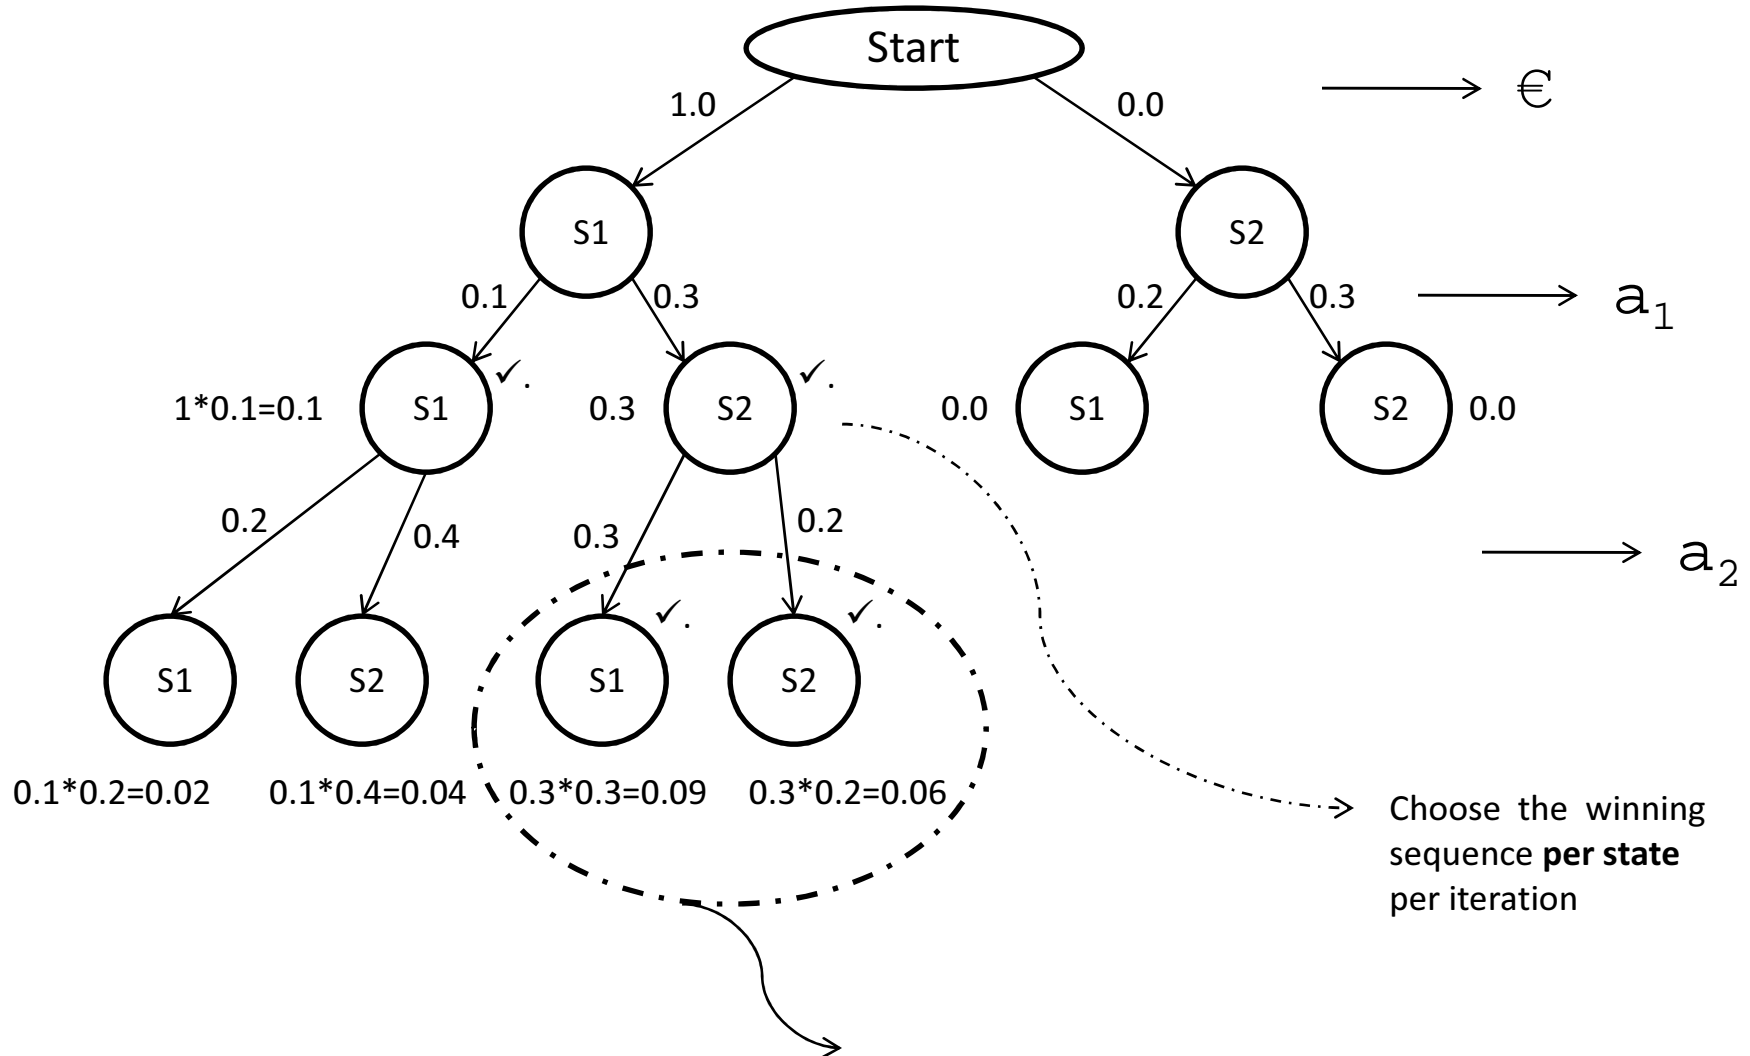 Start
1.0
0.0
€
S1
S2
0.1
0.3
0.2
0.3
a1
✓.
✓.
1*0.1=0.1
S1
0.3
S2
0.0
S1
S2
0.0
0.2
0.4
0.3
0.2
a2
✓.
✓.
S1
S2
S1
S2
0.1*0.2=0.02
0.1*0.4=0.04
0.3*0.3=0.09
0.3*0.2=0.06
Choose the winning
sequence per state
per iteration